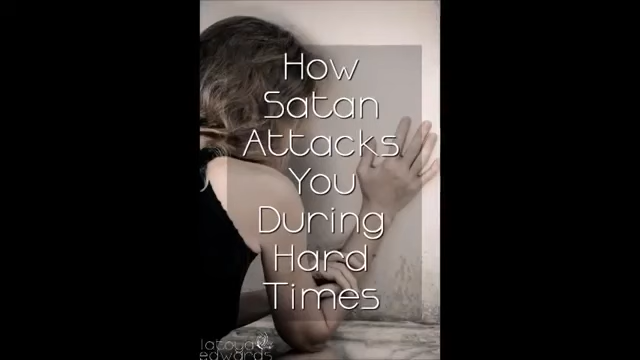 How
Satan
Attacks
You
During
Hard
Times
latoya
edwards